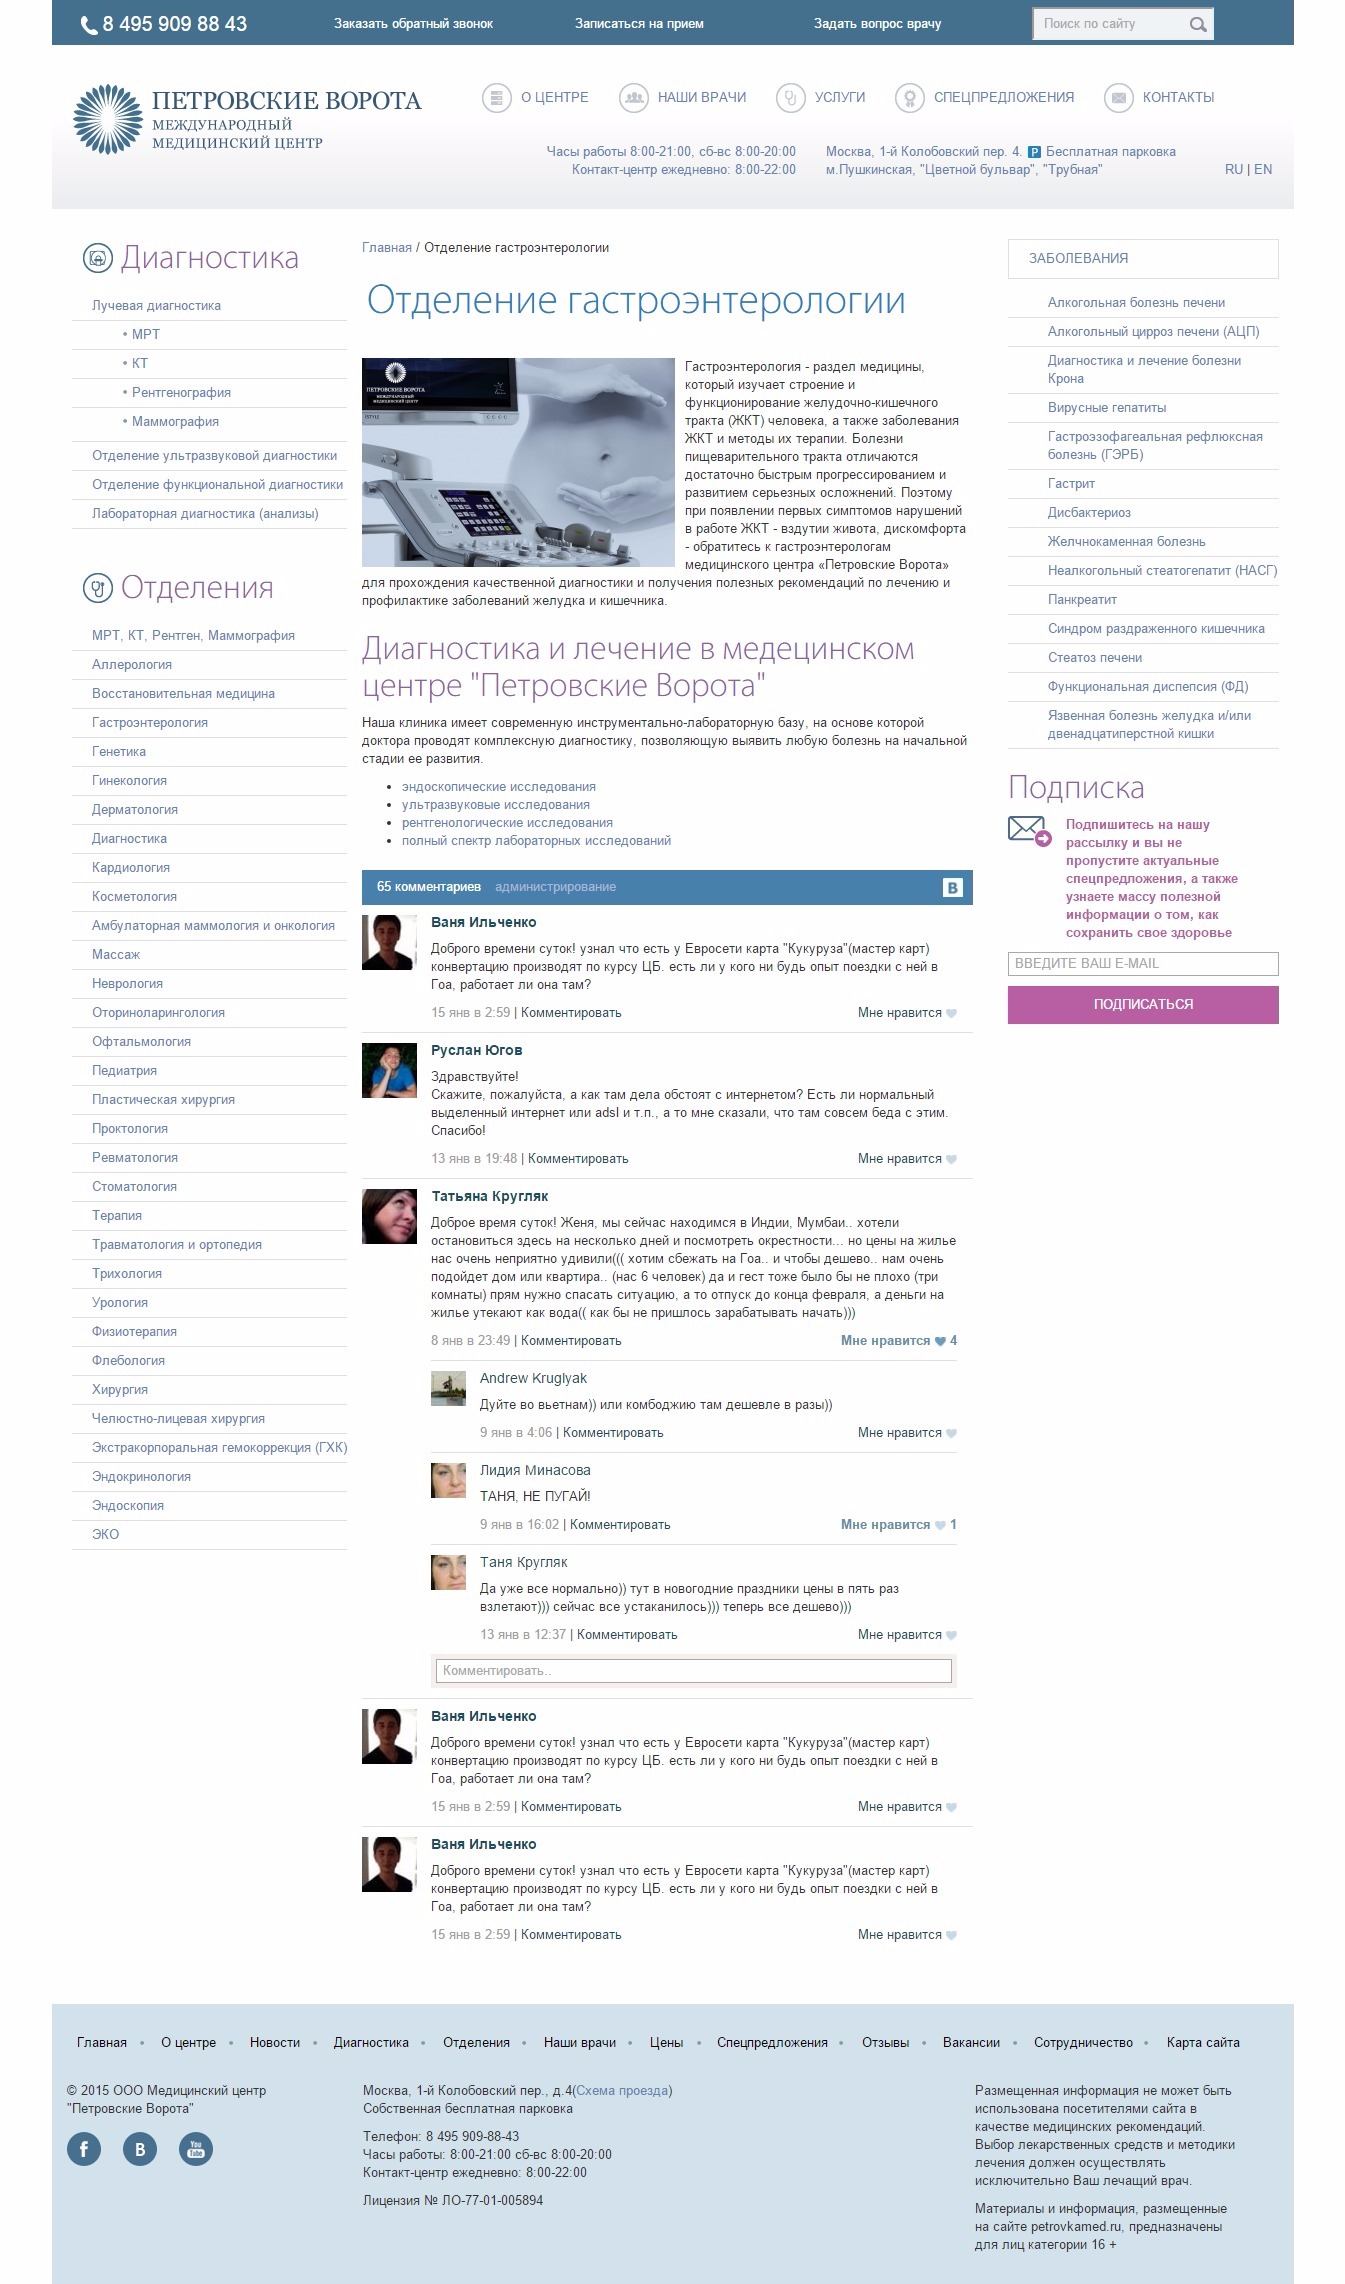 8 495 909 88 43
Заказать обратный звонок
Записаться на прием
Задать вопрос врачу
Поиск по сайту
ПЕТРОВСКИЕ ВОРОТА
МЕЖДУНАРОДНЫЙ
МЕДИЦИНСКИЙ ЦЕНТР
О ЦЕНТРЕ
НАШИ ВРАЧИ
УСЛУГИ
СПЕЦПРЕДЛОЖЕНИЯ
КОНТАКТЫ
Часы работы 8:00-21:00, сб-вс 8:00-20:00
Контакт-центр ежедневно: 8:00-22:00
Москва, 1-й Колобовский пер. 4. P Бесплатная парковка
м.Пушкинская, "Цветной бульвар", "Трубная"
RU | EN
Диагностика
Лучевая диагностика
• МРТ
• КТ
• Рентгенография
• Маммография
Отделение ультразвуковой диагностики
Отделение функциональной диагностики
Лабораторная диагностика (анализы)
Отделения
МРТ, КТ, Рентген, Маммография
Аллерология
Восстановительная медицина
Гастроэнтерология
Генетика
Гинекология
Дерматология
Диагностика
Кардиология
Косметология
Амбулаторная маммология и онкология
Массаж
Неврология
Оториноларингология
Офтальмология
Педиатрия
Пластическая хирургия
Проктология
Ревматология
Стоматология
Терапия
Травматология и ортопедия
Трихология
Урология
Физиотерапия
Флебология
Хирургия
Челюстно-лицевая хирургия
Экстракорпоральная гемокоррекция (ГХК)
Эндокринология
Эндоскопия
ЭКО
Главная / Отделение гастроэнтерологии
Отделение гастроэнтерологии
ПЕТРОВСКИЕ ВОРОТА
МЕЖДУНАРОДНЫЙ
МЕДИЦИНСКИЙ ЦЕНТР
Гастроэнтерология - раздел медицины,
который изучает строение и
функционирование желудочно-кишечного
тракта (ЖКТ) человека, а также заболевания
ЖКТ и методы их терапии. Болезни
пищеварительного тракта отличаются
достаточно быстрым прогрессированием и
развитием серьезных осложнений. Поэтому
при появлении первых симптомов нарушений
в работе ЖКТ - вздутии живота, дискомфорта
- обратитесь к гастроэнтерологам
медицинского центра «Петровские Ворота»
для прохождения качественной диагностики и получения полезных рекомендаций по лечению и
профилактике заболеваний желудка и кишечника.
Диагностика и лечение в медецинском
центре "Петровские Ворота"
Наша клиника имеет современную инструментально-лабораторную базу, на основе которой
доктора проводят комплексную диагностику, позволяющую выявить любую болезнь на начальной
стадии ее развития.
• эндоскопические исследования
• ультразвуковые исследования
• рентгенологические исследования
• полный спектр лабораторных исследований
65 комментариев администрирование В
Ваня Ильченко
Доброго времени суток! узнал что есть у Евросети карта "Кукуруза"(мастер карт)
конвертацию производят по курсу ЦБ. есть ли у кого ни будь опыт поездки с ней в
Гоа, работает ли она там?
15 янв в 2:59 | Комментировать Мне нравится
Руслан Югов
Здравствуйте!
Скажите, пожалуйста, а как там дела обстоят с интернетом? Есть ли нормальный
выделенный интернет или adsl и т.п., а то мне сказали, что там совсем беда с этим.
Спасибо!
13 янв в 19:48 | Комментировать Мне нравится
Татьяна Кругляк
Доброе время суток! Женя, мы сейчас находимся в Индии, Мумбаи.. хотели
остановиться здесь на несколько дней и посмотреть окрестности... но цены на жилье
нас очень неприятно удивили((( хотим сбежать на Гоа.. и чтобы дешево.. нам очень
подойдет дом или квартира.. (нас 6 человек) да и гест тоже было бы не плохо (три
комнаты) прям нужно спасать ситуацию, а то отпуск до конца февраля, а деньги на
жилье утекают как вода(( как бы не пришлось зарабатывать начать)))
8 янв в 23:49 | Комментировать Мне нравится 4
Andrew Kruglyak
Дуйте во вьетнам)) или комбоджию там дешевле в разы))
9 янв в 4:06 | Комментировать Мне нравится
Лидия Минасова
ТАНЯ, НЕ ПУГАЙ!
9 янв в 16:02 | Комментировать Мне нравится 1
Таня Кругляк
Да уже все нормально)) тут в новогодние праздники цены в пять раз
взлетают))) сейчас все устаканилось))) теперь все дешево)))
13 янв в 12:37 | Комментировать Мне нравится
Комментировать..
Ваня Ильченко
Доброго времени суток! узнал что есть у Евросети карта "Кукуруза"(мастер карт)
конвертацию производят по курсу ЦБ. есть ли у кого ни будь опыт поездки с ней в
Гоа, работает ли она там?
15 янв в 2:59 | Комментировать Мне нравится
Ваня Ильченко
Доброго времени суток! узнал что есть у Евросети карта "Кукуруза"(мастер карт)
конвертацию производят по курсу ЦБ. есть ли у кого ни будь опыт поездки с ней в
Гоа, работает ли она там?
15 янв в 2:59 | Комментировать Мне нравится
ЗАБОЛЕВАНИЯ
Алкогольная болезнь печени
Алкогольный цирроз печени (АЦП)
Диагностика и лечение болезни
Крона
Вирусные гепатиты
Гастроэзофагеальная рефлюксная
болезнь (ГЭРБ)
Гастрит
Дисбактериоз
Желчнокаменная болезнь
Неалкогольный стеатогепатит (НАСГ)
Панкреатит
Синдром раздраженного кишечника
Стеатоз печени
Функциональная диспепсия (ФД)
Язвенная болезнь желудка и/или
двенадцатиперстной кишки
Подписка
Подпишитесь на нашу
рассылку и вы не
пропустите актуальные
спецпредложения, а также
узнаете массу полезной
информации о том, как
сохранить свое здоровье
ВВЕДИТЕ ВАШ E-MAIL
ПОДПИСАТЬСЯ
Главная • О центре • Новости • Диагностика • Отделения • Наши врачи • Цены • Спецпредложения • Отзывы • Вакансии • Сотрудничество • Карта сайта
© 2015 ООО Медицинский центр
"Петровские Ворота"
f В You Tube
Москва, 1-й Колобовский пер., д.4(Схема проезда)
Собственная бесплатная парковка
Телефон: 8 495 909-88-43
Часы работы: 8:00-21:00 сб-вс 8:00-20:00
Контакт-центр ежедневно: 8:00-22:00
Лицензия № ЛО-77-01-005894
Размещенная информация не может быть
использована посетителями сайта в
качестве медицинских рекомендаций.
Выбор лекарственных средств и методики
лечения должен осуществлять
исключительно Ваш лечащий врач.
Материалы и информация, размещенные
на сайте petrovkamed.ru, предназначены
для лиц категории 16 +